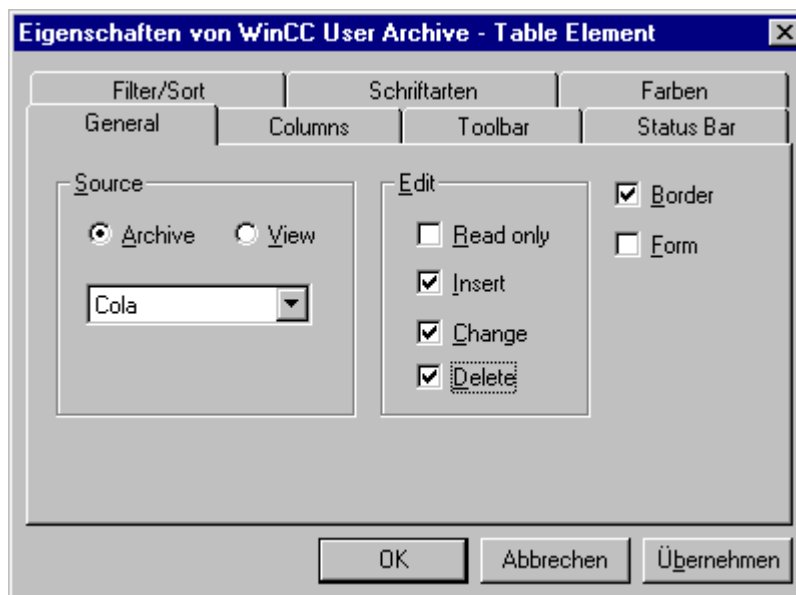 Eigenschaften von WinCC User Archive - Table Element
Filter/Sort Schriftarten Farben
General Columns Toolbar Status Bar
Source Edit
Border
Archive View Read only
Form
Insert
Cola
Change
Delete
OK Abbrechen Übernehmen